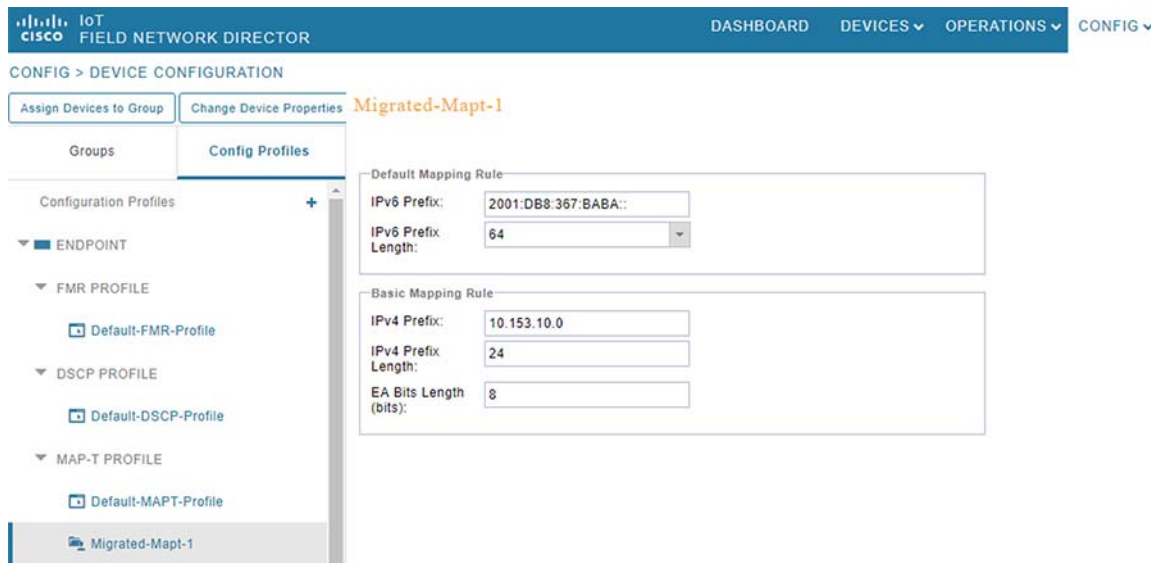 IoT
CISCO FIELD NETWORK DIRECTOR
DASHBOARD DEVICES OPERATIONS CONFIG
CONFIG > DEVICE CONFIGURATION
Assign Devices to Group Change Device Properties Migrated-Mapt-1
Groups Config Profiles
Configuration Profiles +
ENDPOINT
FMR PROFILE
Default-FMR-Profile
DSCP PROFILE
Default-DSCP-Profile
MAP-T PROFILE
Default-MAPT-Profile
Migrated-Mapt-1
Default Mapping Rule
IPv6 Prefix: 2001:DB8:367:BABA::
IPv6 Prefix Length: 64
Basic Mapping Rule
IPv4 Prefix: 10.153.10.0
IPv4 Prefix Length: 24
EA Bits Length (bits): 8